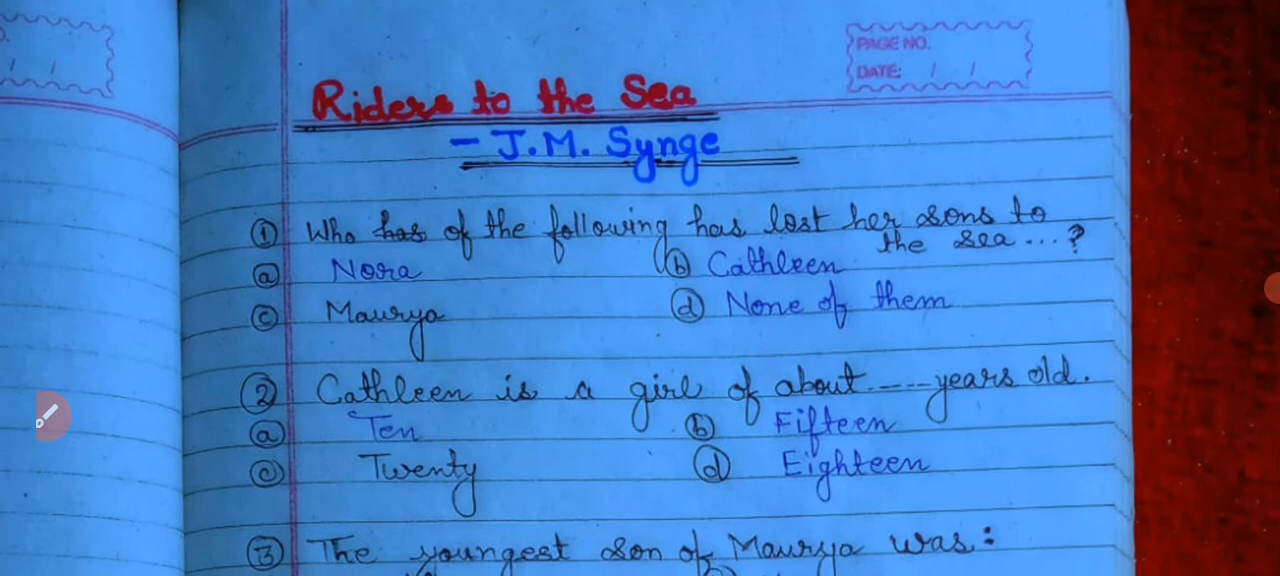 PAGE NO.
DATE: / /
Riders to the Sea
- J.M. Synge
① Who has of the following has lost her sons to
the sea...?
ⓐ Nora ⓑ Cathleen
ⓒ Maurya ⓓ None of them
② Cathleen is a girl of about ---- years old.
ⓐ Ten ⓑ Fifteen
ⓒ Twenty ⓓ Eighteen
③ The youngest son of Maurya was: